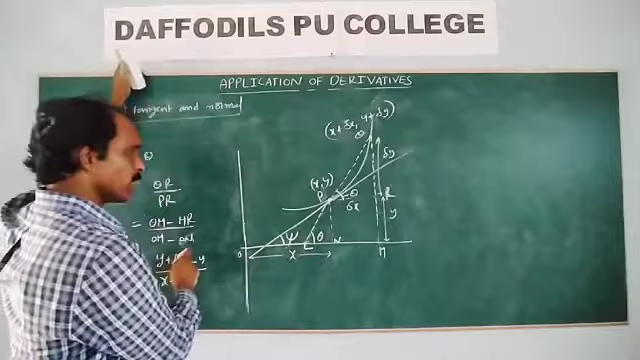 DAFFODILS PU COLLEGE
APPLICATION OF DERIVATIVES
tangent and normal
(x+δx, y+δy)
Q
δy
θ
(x,y)
P
θ
δx
R
QR
PR
y
= QM - MR
OM - ON
ψ
θ
N
M
O
x
y+ - y
x